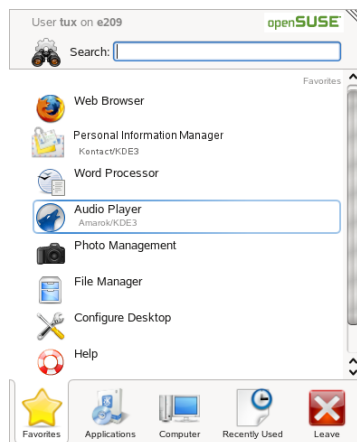 User tux on e209
openSUSE
Search:
Favorites
Web Browser
Personal Information Manager
Kontact/KDE3
Word Processor
Audio Player
Amarok/KDE3
Photo Management
File Manager
Configure Desktop
Help
Favorites Applications Computer Recently Used Leave